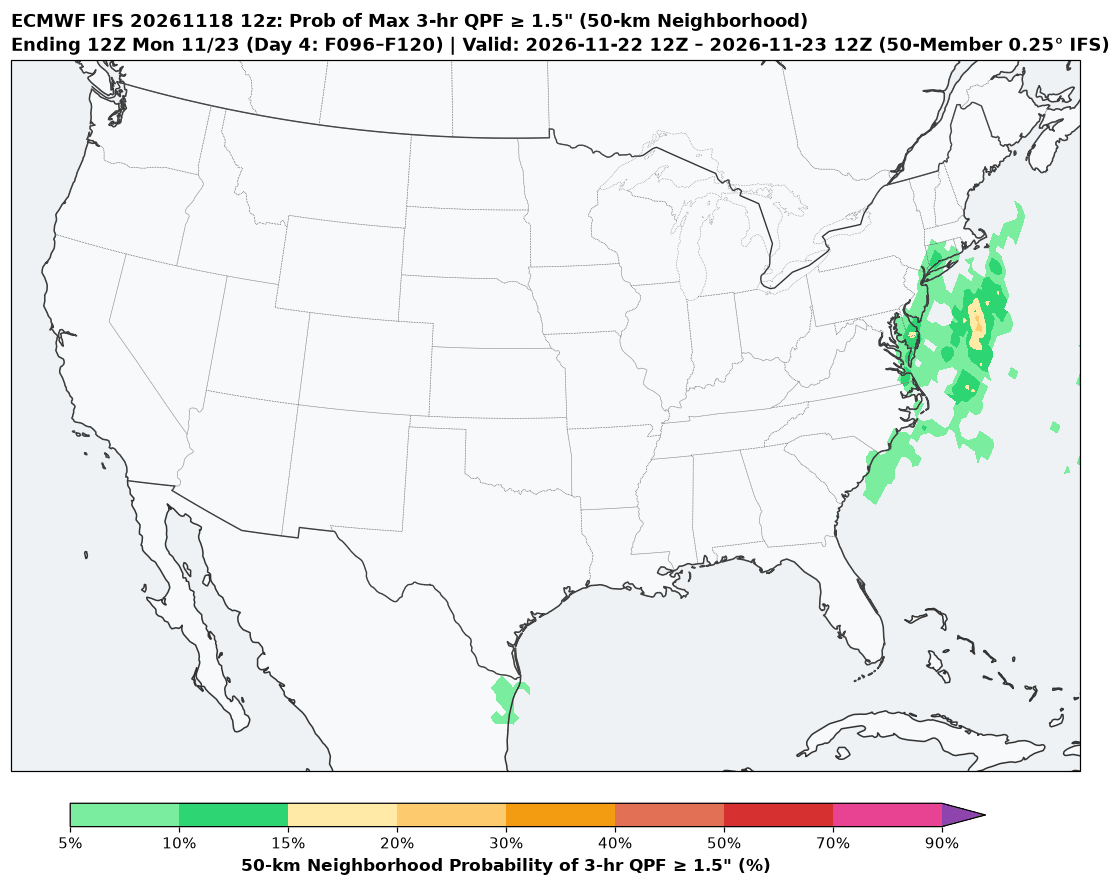 ECMWF IFS 20261118 12z: Prob of Max 3-hr QPF ≥ 1.5" (50-km Neighborhood)
Ending 12Z Mon 11/23 (Day 4: F096–F120) | Valid: 2026-11-22 12Z – 2026-11-23 12Z (50-Member 0.25° IFS)
5% 10% 15% 20% 30% 40% 50% 70% 90%
50-km Neighborhood Probability of 3-hr QPF ≥ 1.5" (%)